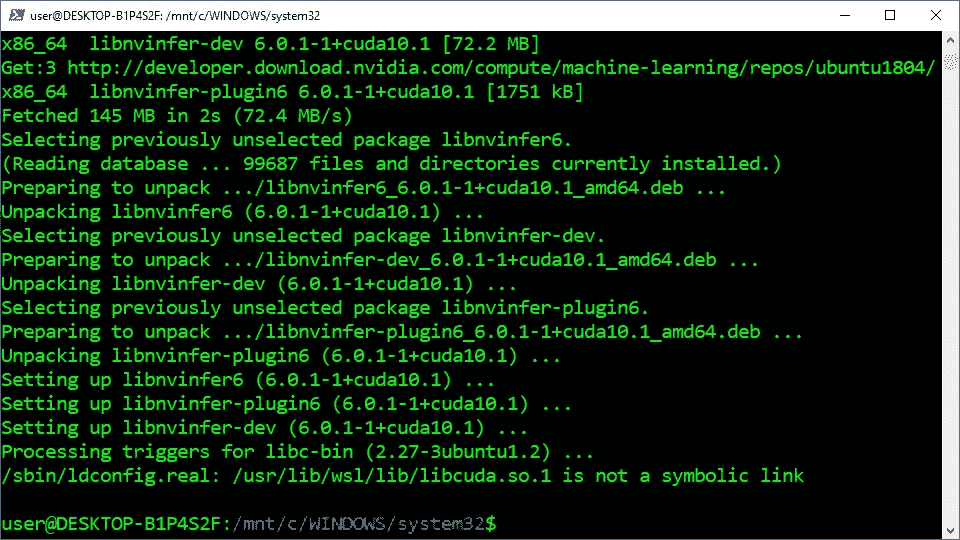 user@DESKTOP-B1P4S2F: /mnt/c/WINDOWS/system32
x86_64  libnvinfer-dev 6.0.1-1+cuda10.1 [72.2 MB]
Get:3 http://developer.download.nvidia.com/compute/machine-learning/repos/ubuntu1804/
x86_64  libnvinfer-plugin6 6.0.1-1+cuda10.1 [1751 kB]
Fetched 145 MB in 2s (72.4 MB/s)
Selecting previously unselected package libnvinfer6.
(Reading database ... 99687 files and directories currently installed.)
Preparing to unpack .../libnvinfer6_6.0.1-1+cuda10.1_amd64.deb ...
Unpacking libnvinfer6 (6.0.1-1+cuda10.1) ...
Selecting previously unselected package libnvinfer-dev.
Preparing to unpack .../libnvinfer-dev_6.0.1-1+cuda10.1_amd64.deb ...
Unpacking libnvinfer-dev (6.0.1-1+cuda10.1) ...
Selecting previously unselected package libnvinfer-plugin6.
Preparing to unpack .../libnvinfer-plugin6_6.0.1-1+cuda10.1_amd64.deb ...
Unpacking libnvinfer-plugin6 (6.0.1-1+cuda10.1) ...
Setting up libnvinfer6 (6.0.1-1+cuda10.1) ...
Setting up libnvinfer-plugin6 (6.0.1-1+cuda10.1) ...
Setting up libnvinfer-dev (6.0.1-1+cuda10.1) ...
Processing triggers for libc-bin (2.27-3ubuntu1.2) ...
/sbin/ldconfig.real: /usr/lib/wsl/lib/libcuda.so.1 is not a symbolic link
user@DESKTOP-B1P4S2F:/mnt/c/WINDOWS/system32$